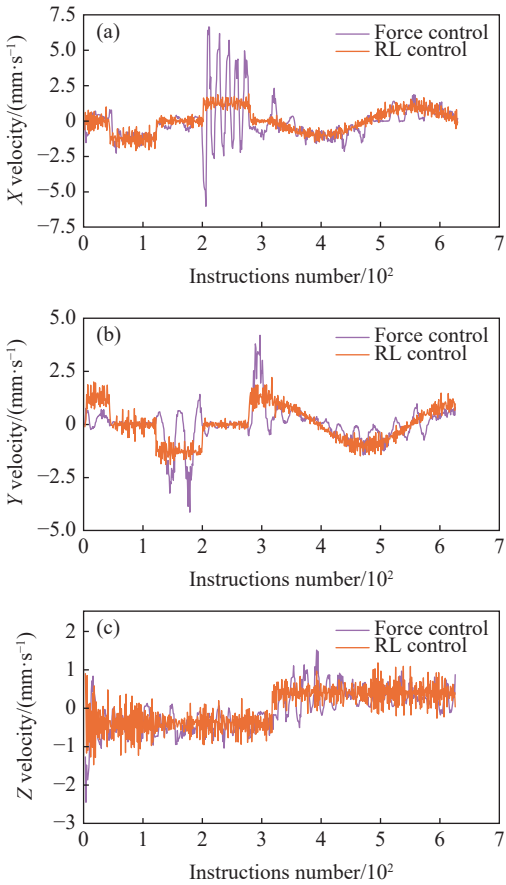 (a)
Force control
RL control
7.5
5.0
2.5
0
−2.5
−5.0
−7.5
X velocity/(mm·s⁻¹)
0 1 2 3 4 5 6 7
Instructions number/10²
(b)
Force control
RL control
5.0
2.5
0
−2.5
−5.0
Y velocity/(mm·s⁻¹)
0 1 2 3 4 5 6 7
Instructions number/10²
(c)
Force control
RL control
2
1
0
−1
−2
−3
Z velocity/(mm·s⁻¹)
0 1 2 3 4 5 6 7
Instructions number/10²